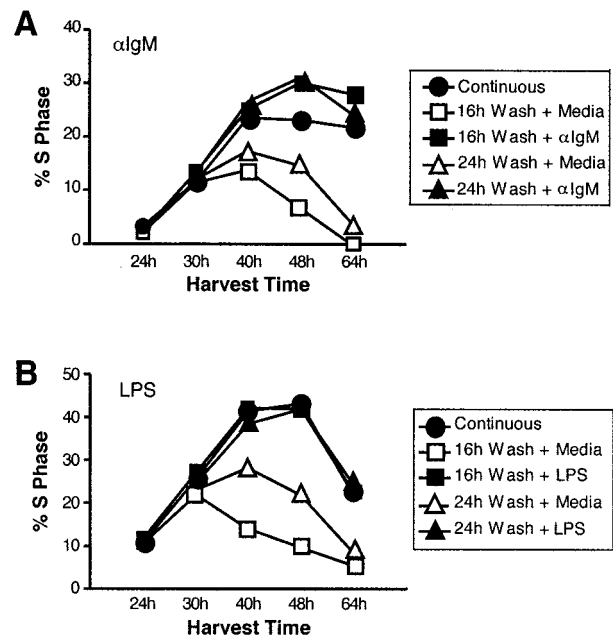 A
αIgM
40
30
20
10
0
% S Phase
24h 30h 40h 48h 64h
Harvest Time
Continuous
16h Wash + Media
16h Wash + αIgM
24h Wash + Media
24h Wash + αIgM
B
LPS
50
40
30
20
10
0
% S Phase
24h 30h 40h 48h 64h
Harvest Time
Continuous
16h Wash + Media
16h Wash + LPS
24h Wash + Media
24h Wash + LPS